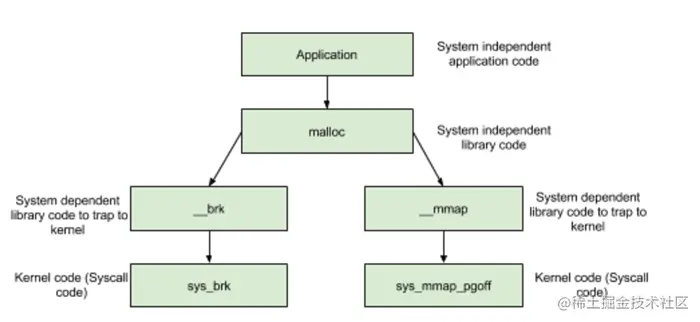 Application
System independent
application code
malloc
System independent
library code
System dependent
library code to trap to
kernel
__brk
__mmap
System dependent
library code to trap to
kernel
Kernel code (Syscall
code)
sys_brk
sys_mmap_pgoff
Kernel code (Syscall
code)
@稀土掘金技术社区